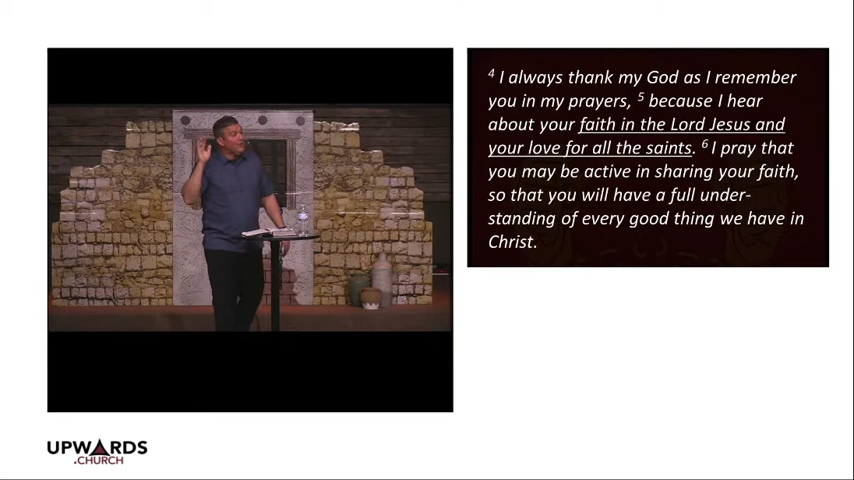 ⁴ I always thank my God as I remember
you in my prayers, ⁵ because I hear
about your faith in the Lord Jesus and
your love for all the saints. ⁶ I pray that
you may be active in sharing your faith,
so that you will have a full under-
standing of every good thing we have in
Christ.
UPWARDS
.CHURCH